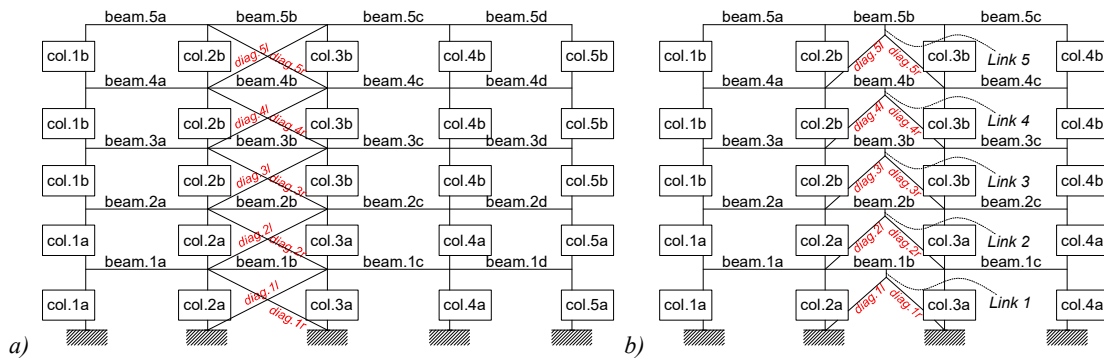 beam.5a beam.5b beam.5c beam.5d beam.5a beam.5b beam.5c
col.1b col.2b diag.5l diag.5r col.3b col.4b col.5b col.1b col.2b diag.5l diag.5r col.3b Link 5 col.4b
beam.4a beam.4b beam.4c beam.4d beam.4a beam.4b beam.4c
col.1b col.2b diag.4l diag.4r col.3b col.4b col.5b col.1b col.2b diag.4l diag.4r col.3b Link 4 col.4b
beam.3a beam.3b beam.3c beam.3d beam.3a beam.3b beam.3c
col.1b col.2b diag.3l diag.3r col.3b col.4b col.5b col.1b col.2b diag.3l diag.3r col.3b Link 3 col.4b
beam.2a beam.2b beam.2c beam.2d beam.2a beam.2b beam.2c
col.1a col.2a diag.2l diag.2r col.3a col.4a col.5a col.1a col.2a diag.2l diag.2r col.3a Link 2 col.4a
beam.1a beam.1b beam.1c beam.1d beam.1a beam.1b beam.1c
col.1a col.2a diag.1l diag.1r col.3a col.4a col.5a col.1a col.2a diag.1l diag.1r col.3a Link 1 col.4a
a) b)